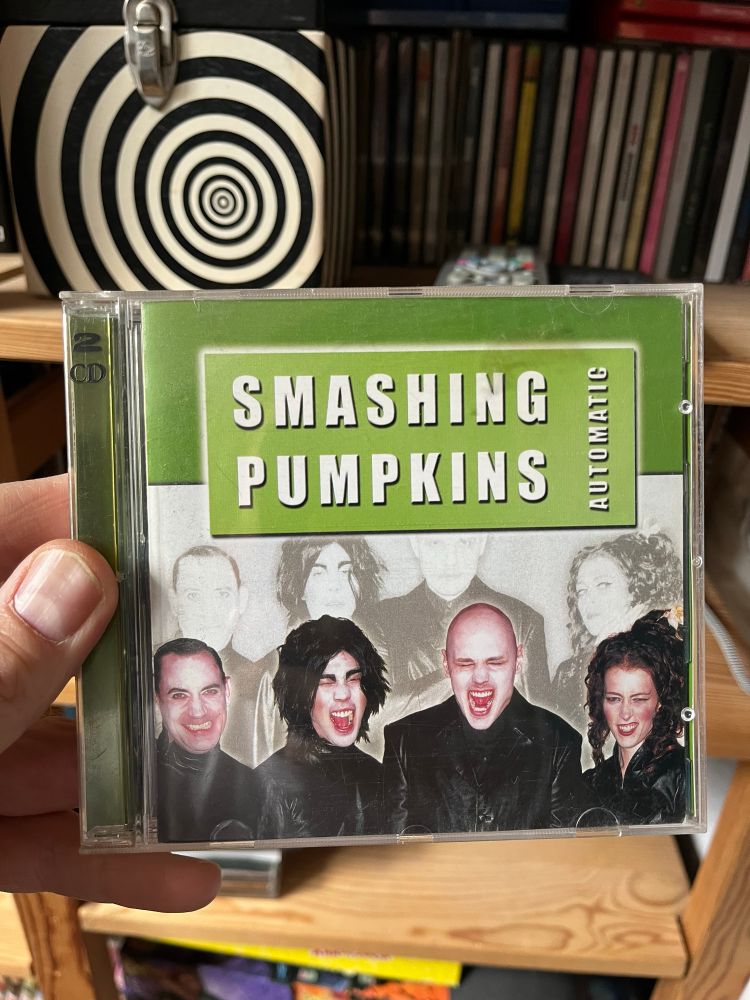 2
CD
SMASHING
PUMPKINS
AUTOMATIC